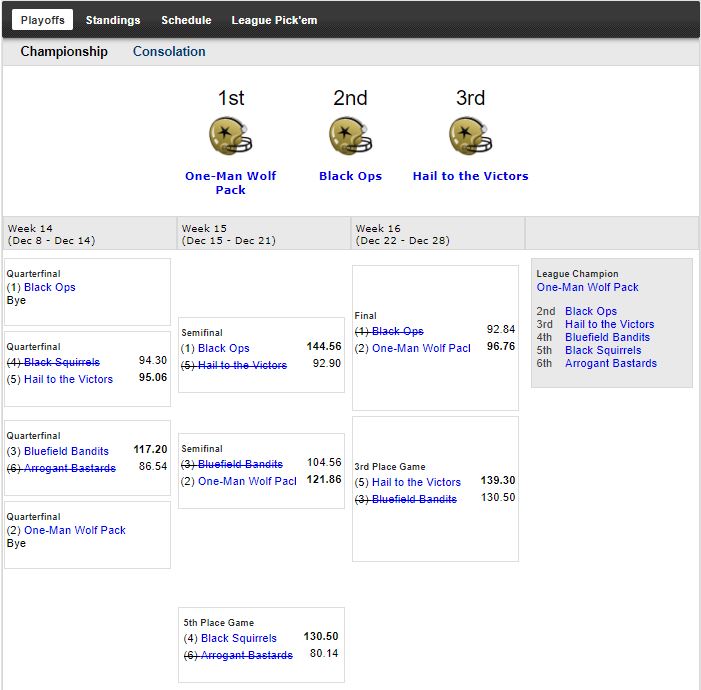 Playoffs Standings Schedule League Pick'em
Championship Consolation
1st 2nd 3rd
One-Man Wolf Pack Black Ops Hail to the Victors
Week 14
(Dec 8 - Dec 14)
Week 15
(Dec 15 - Dec 21)
Week 16
(Dec 22 - Dec 28)
Quarterfinal
(1) Black Ops
Bye
Quarterfinal
(4) Black Squirrels 94.30
(5) Hail to the Victors 95.06
Quarterfinal
(3) Bluefield Bandits 117.20
(6) Arrogant Bastards 86.54
Quarterfinal
(2) One-Man Wolf Pack
Bye
Semifinal
(1) Black Ops 144.56
(5) Hail to the Victors 92.90
Semifinal
(3) Bluefield Bandits 104.56
(2) One-Man Wolf Pacl 121.86
5th Place Game
(4) Black Squirrels 130.50
(6) Arrogant Bastards 80.14
Final
(1) Black Ops 92.84
(2) One-Man Wolf Pacl 96.76
3rd Place Game
(5) Hail to the Victors 139.30
(3) Bluefield Bandits 130.50
League Champion
One-Man Wolf Pack
2nd Black Ops
3rd Hail to the Victors
4th Bluefield Bandits
5th Black Squirrels
6th Arrogant Bastards